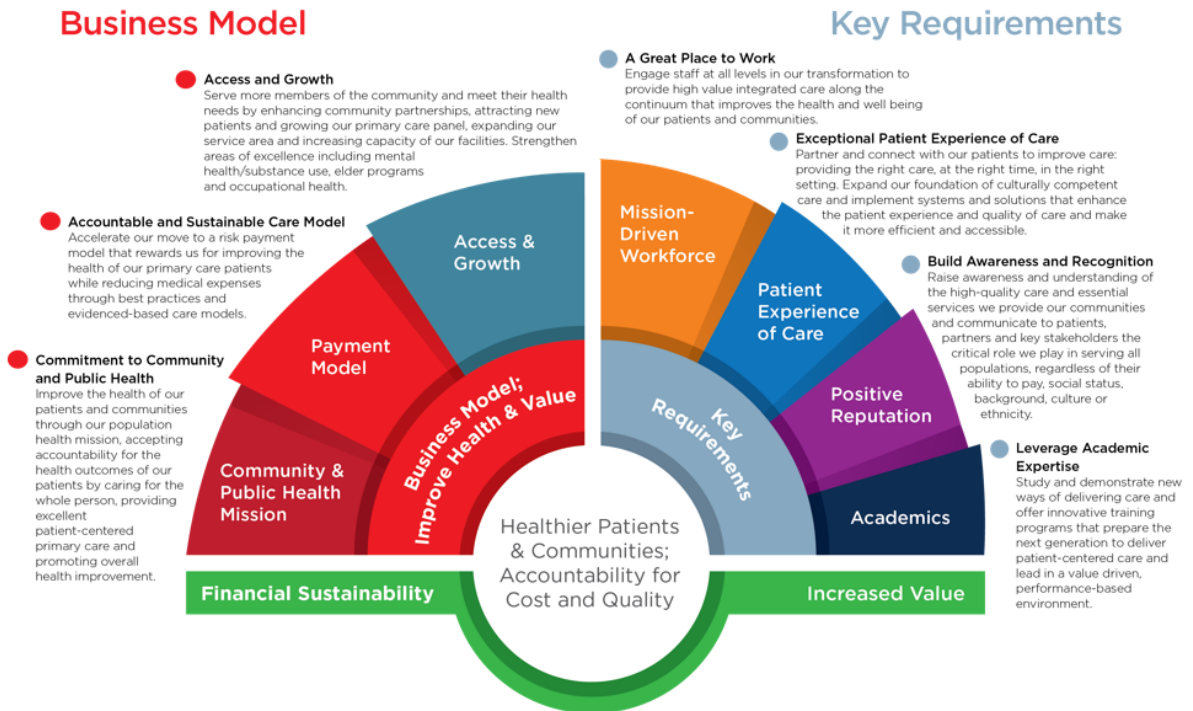 Business Model
Key Requirements
Access and Growth
Serve more members of the community and meet their health
needs by enhancing community partnerships, attracting new
patients and growing our primary care panel, expanding our
service area and increasing capacity of our facilities. Strengthen
areas of excellence including mental
health/substance use, elder programs
and occupational health.
Accountable and Sustainable Care Model
Accelerate our move to a risk payment
model that rewards us for improving the
health of our primary care patients
while reducing medical expenses
through best practices and
evidenced-based care models.
Commitment to Community
and Public Health
Improve the health of our
patients and communities
through our population
health mission, accepting
accountability for the
health outcomes of our
patients by caring for the
whole person, providing
excellent
patient-centered
primary care and
promoting overall
health improvement.
A Great Place to Work
Engage staff at all levels in our transformation to
provide high value integrated care along the
continuum that improves the health and well being
of our patients and communities.
Exceptional Patient Experience of Care
Partner and connect with our patients to improve care:
providing the right care, at the right time, in the right
setting. Expand our foundation of culturally competent
care and implement systems and solutions that enhance
the patient experience and quality of care and make
it more efficient and accessible.
Build Awareness and Recognition
Raise awareness and understanding of
the high-quality care and essential
services we provide our communities
and communicate to patients,
partners and key stakeholders the
critical role we play in serving all
populations, regardless of their
ability to pay, social status,
background, culture or
ethnicity.
Leverage Academic
Expertise
Study and demonstrate new
ways of delivering care and
offer innovative training
programs that prepare the
next generation to deliver
patient-centered care and
lead in a value driven,
performance-based
environment.
Access &
Growth
Payment
Model
Community &
Public Health
Mission
Business Model;
Improve Health & Value
Mission-
Driven
Workforce
Patient
Experience
of Care
Positive
Reputation
Academics
Key
Requirements
Healthier Patients
& Communities;
Accountability for
Cost and Quality
Financial Sustainability
Increased Value